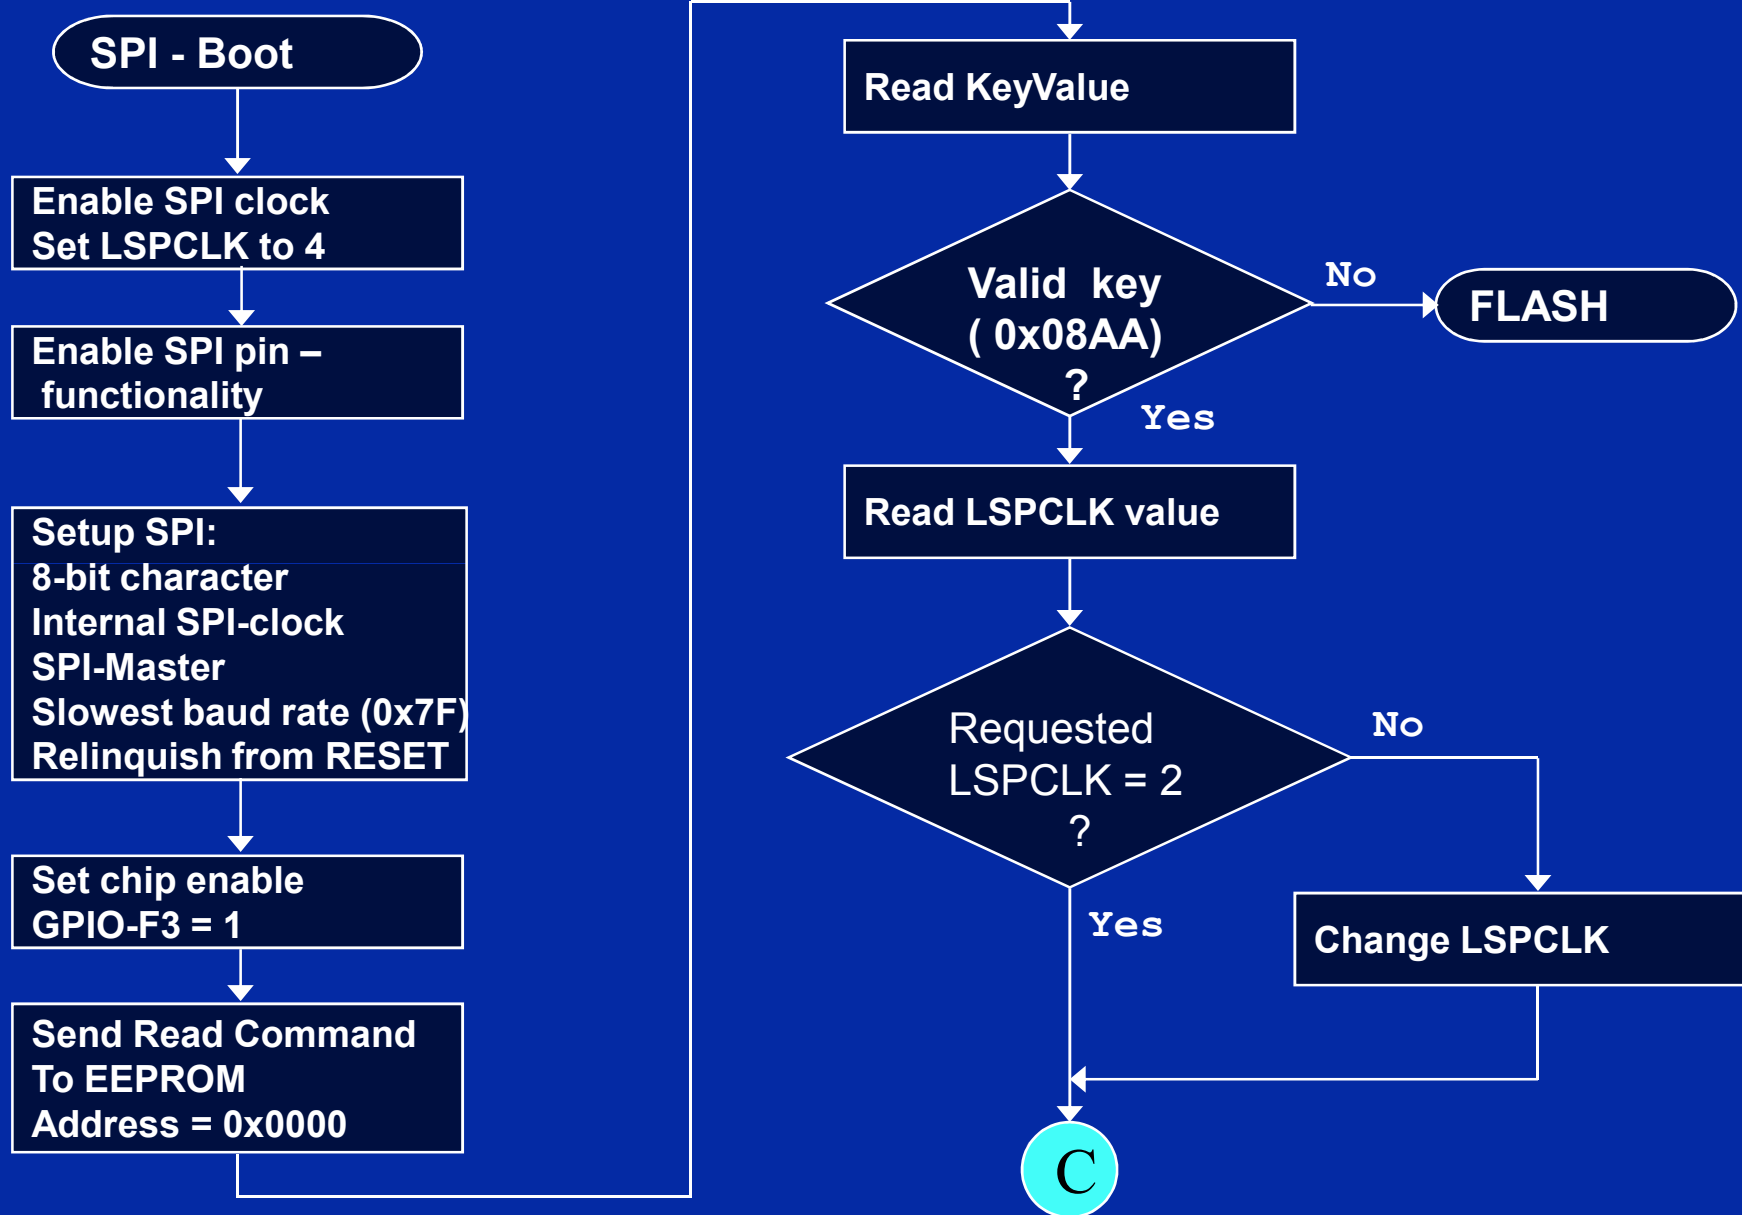 SPI - Boot
Enable SPI clock
Set LSPCLK to 4
Enable SPI pin –
functionality
Setup SPI:
8-bit character
Internal SPI-clock
SPI-Master
Slowest baud rate (0x7F)
Relinquish from RESET
Set chip enable
GPIO-F3 = 1
Send Read Command
To EEPROM
Address = 0x0000
Read KeyValue
Valid key
( 0x08AA)
?
No
FLASH
Yes
Read LSPCLK value
Requested
LSPCLK = 2
?
No
Yes
Change LSPCLK
C